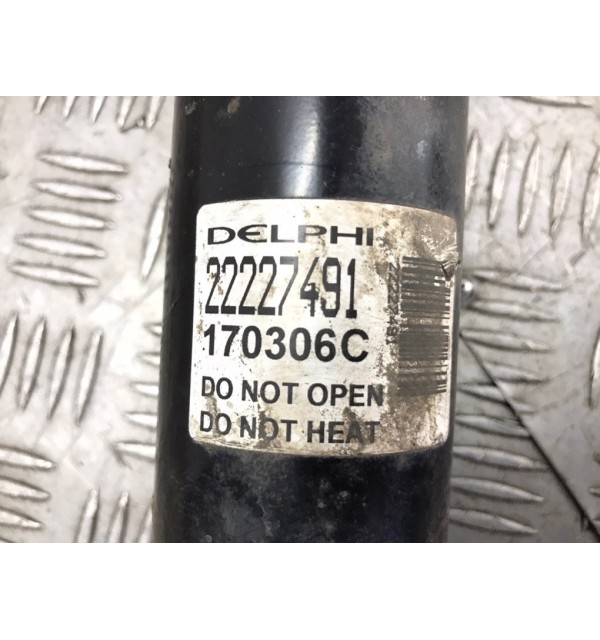 DELPHI
22227491
170306C
DO NOT OPEN
DO NOT HEAT